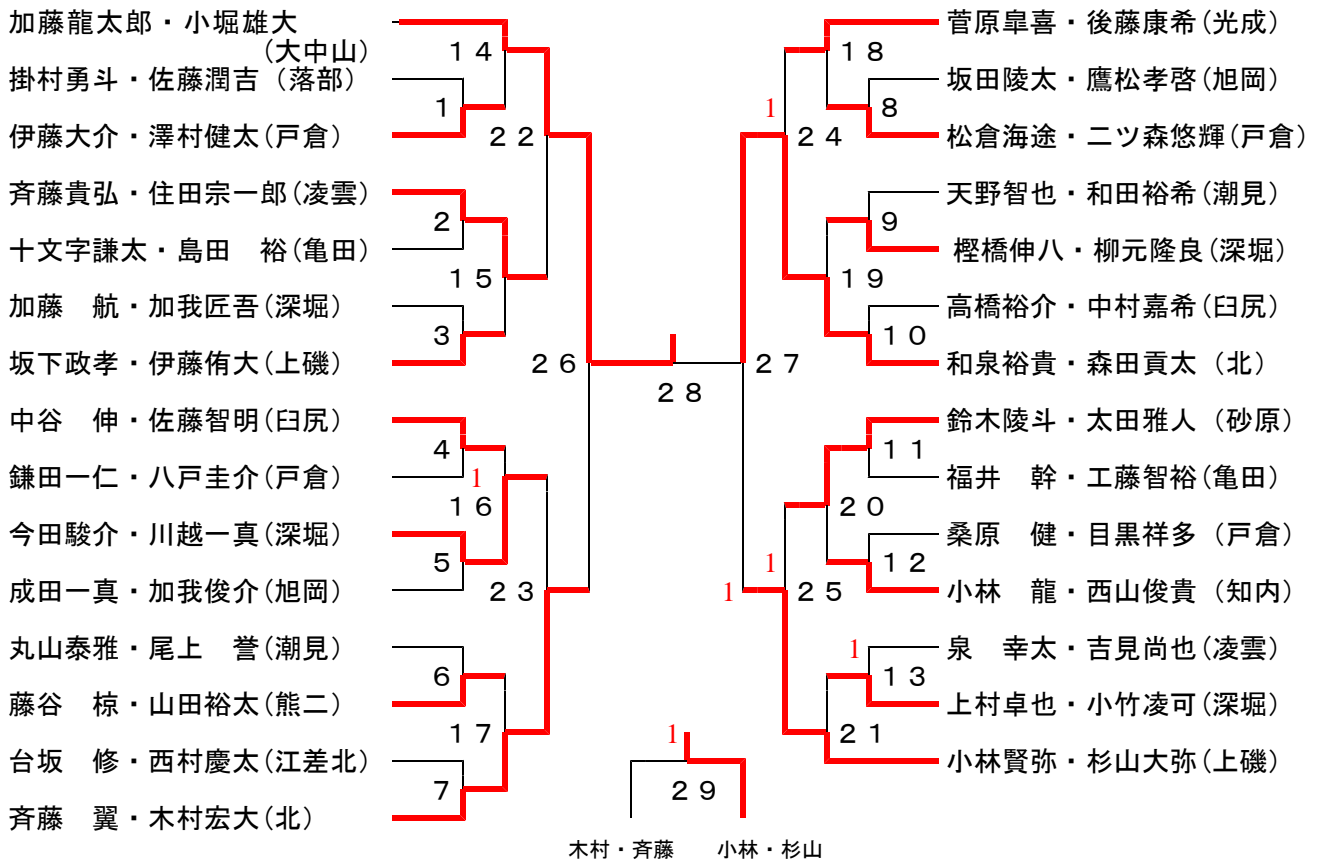 加藤龍太郎・小堀雄大
(大中山)
掛村勇斗・佐藤潤吉 (落部)
伊藤大介・澤村健太(戸倉)
斉藤貴弘・住田宗一郎(凌雲)
十文字謙太・島田　裕(亀田)
加藤　航・加我匠吾(深堀)
坂下政孝・伊藤侑大(上磯)
中谷　伸・佐藤智明(臼尻)
鎌田一仁・八戸圭介(戸倉)
今田駿介・川越一真(深堀)
成田一真・加我俊介(旭岡)
丸山泰雅・尾上　誉(潮見)
藤谷　椋・山田裕太(熊二)
台坂　修・西村慶太(江差北)
斉藤　翼・木村宏大(北)
１４
１
２２
２
１５
３
２６
４
1
１６
５
２３
６
１７
７
２８
1
２９
木村・斉藤　　小林・杉山
1
２４
２７
1
1
２５
１８
８
９
１９
１０
１１
２０
１２
1
１３
２１
菅原皐喜・後藤康希(光成)
坂田陵太・鷹松孝啓(旭岡)
松倉海途・二ツ森悠輝(戸倉)
天野智也・和田裕希(潮見)
樫橋伸八・柳元隆良(深堀)
高橋裕介・中村嘉希(臼尻)
和泉裕貴・森田貢太 (北)
鈴木陵斗・太田雅人 (砂原)
福井　幹・工藤智裕(亀田)
桑原　健・目黒祥多 (戸倉)
小林　龍・西山俊貴 (知内)
泉　幸太・吉見尚也(凌雲)
上村卓也・小竹凌可(深堀)
小林賢弥・杉山大弥(上磯)